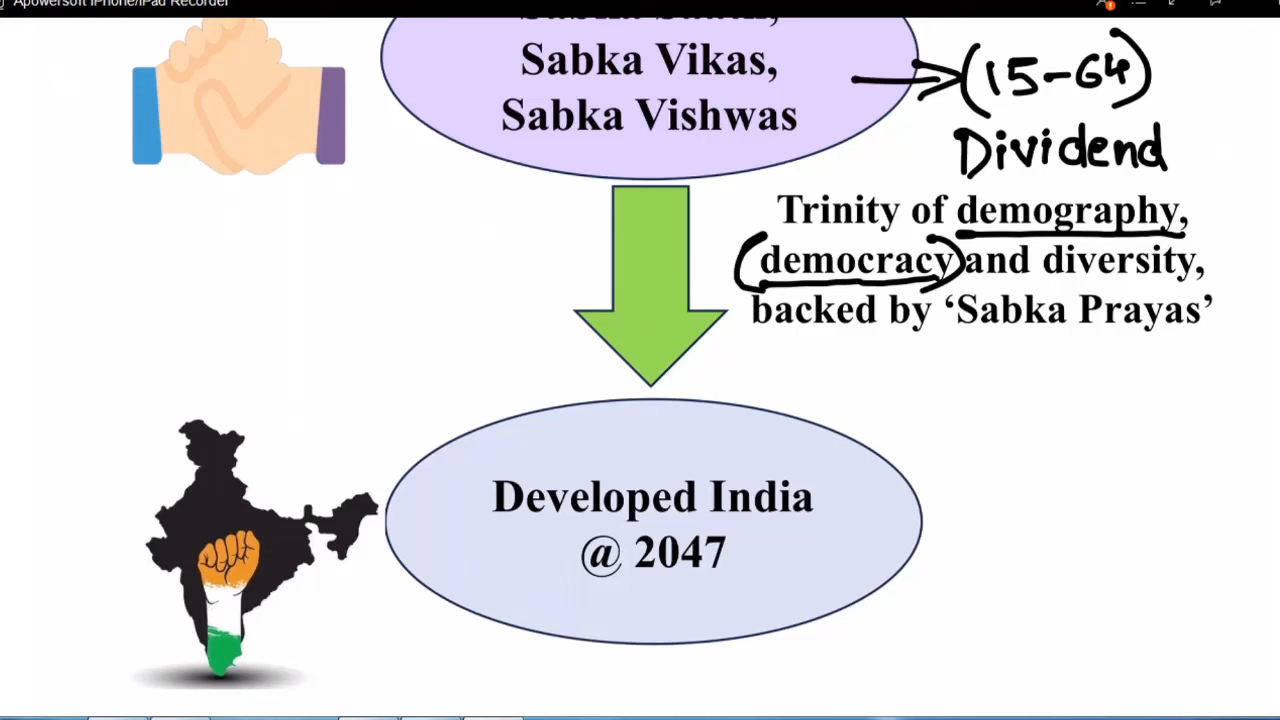 Apowersoft iPhone/iPad Recorder
Sabka Vikas,
Sabka Vishwas
(15-64)
Dividend
Trinity of demography,
democracy and diversity,
backed by ‘Sabka Prayas’
Developed India
@ 2047